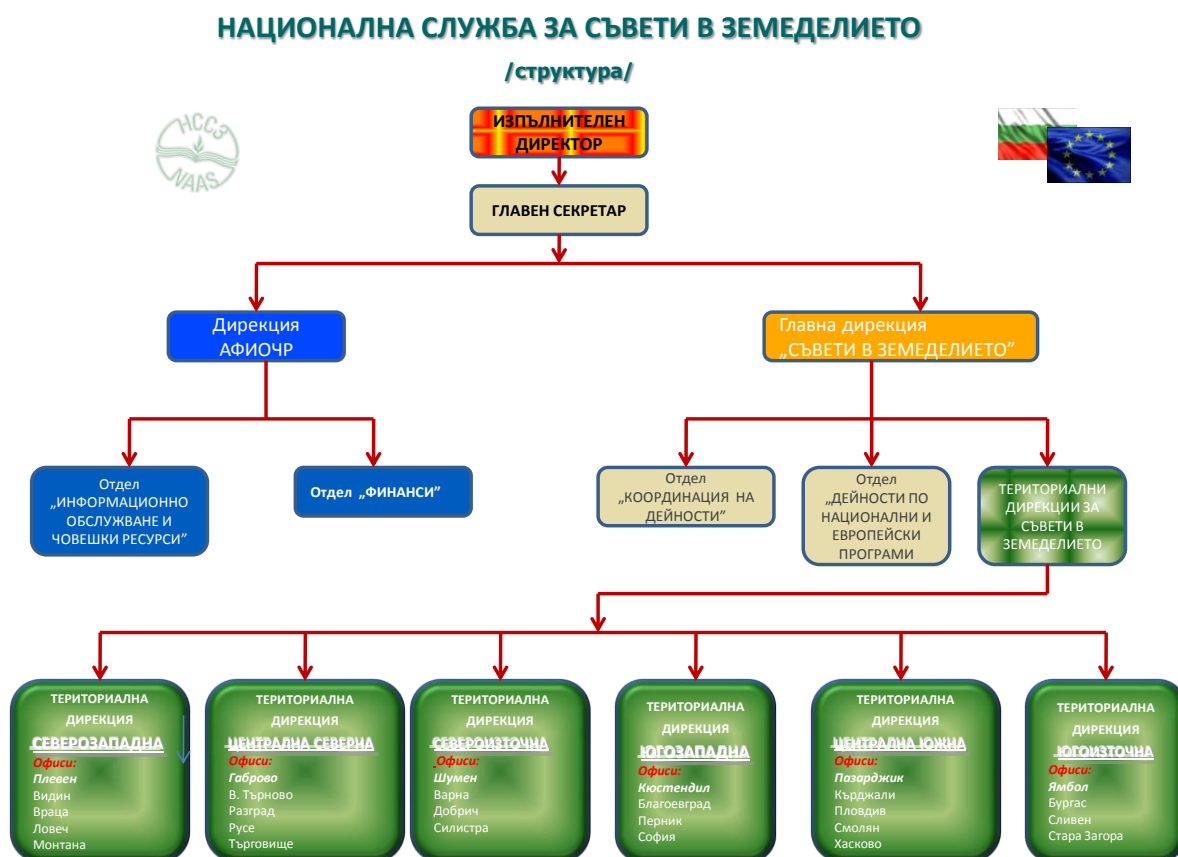 НАЦИОНАЛНА СЛУЖБА ЗА СЪВЕТИ В ЗЕМЕДЕЛИЕТО
/структура/
НССЗ
NAAS
ИЗПЪЛНИТЕЛЕН
ДИРЕКТОР
ГЛАВЕН СЕКРЕТАР
Дирекция
АФИОЧР
Главна дирекция
„СЪВЕТИ В ЗЕМЕДЕЛИЕТО”
Отдел
„ИНФОРМАЦИОННО
ОБСЛУЖВАНЕ И
ЧОВЕШКИ РЕСУРСИ”
Отдел „ФИНАНСИ”
Отдел
„КООРДИНАЦИЯ НА
ДЕЙНОСТИ”
Отдел
„ДЕЙНОСТИ ПО
НАЦИОНАЛНИ И
ЕВРОПЕЙСКИ
ПРОГРАМИ
ТЕРИТОРИАЛНИ
ДИРЕКЦИИ ЗА
СЪВЕТИ В
ЗЕМЕДЕЛИЕТО
ТЕРИТОРИАЛНА
ДИРЕКЦИЯ
СЕВЕРОЗАПАДНА
Офиси:
Плевен
Видин
Враца
Ловеч
Монтана
ТЕРИТОРИАЛНА
ДИРЕКЦИЯ
ЦЕНТРАЛНА СЕВЕРНА
Офиси:
Габрово
В. Търново
Разград
Русе
Търговище
ТЕРИТОРИАЛНА
ДИРЕКЦИЯ
СЕВЕРОИЗТОЧНА
Офиси:
Шумен
Варна
Добрич
Силистра
ТЕРИТОРИАЛНА
ДИРЕКЦИЯ
ЮГОЗАПАДНА
Офиси:
Кюстендил
Благоевград
Перник
София
ТЕРИТОРИАЛНА
ДИРЕКЦИЯ
ЦЕНТРАЛНА ЮЖНА
Офиси:
Пазарджик
Кърджали
Пловдив
Смолян
Хасково
ТЕРИТОРИАЛНА
ДИРЕКЦИЯ
ЮГОИЗТОЧНА
Офиси:
Ямбол
Бургас
Сливен
Стара Загора